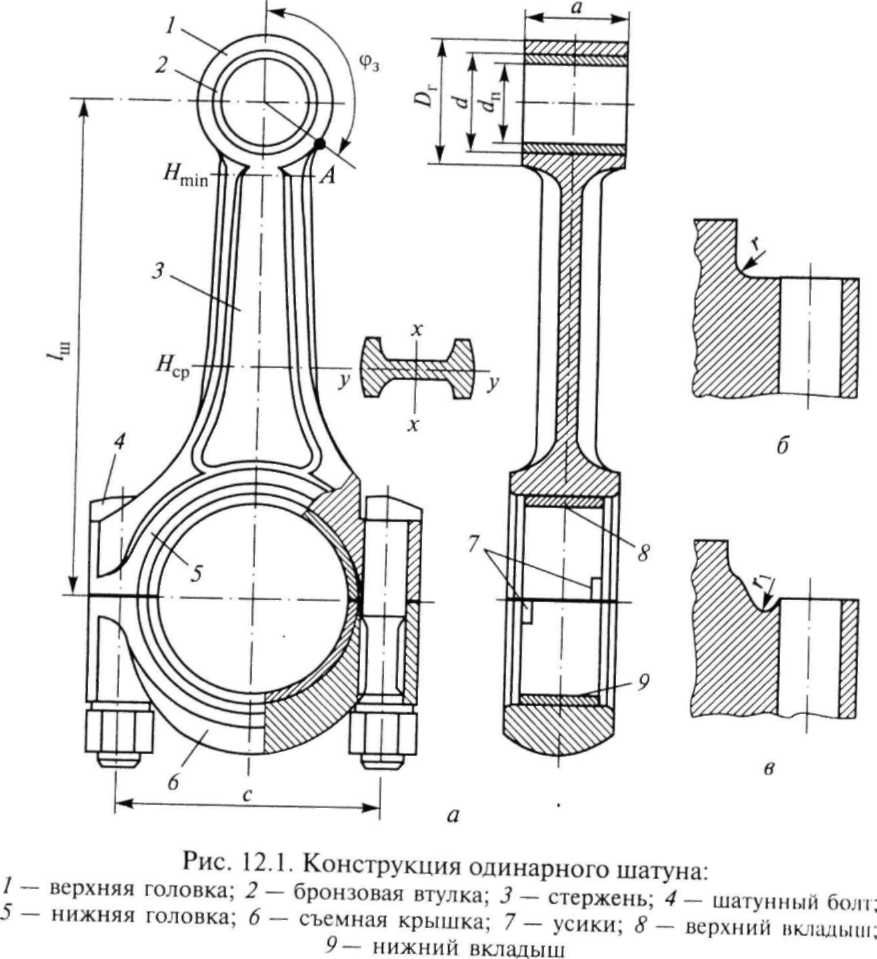 1
2
φз
a
Dг
d
dп
Hmin
A
3
lш
Hср
x
y
y
x
r
б
4
5
7
8
r1
9
6
c
в
а
Рис. 12.1. Конструкция одинарного шатуна:
1 — верхняя головка; 2 — бронзовая втулка; 3 — стержень; 4 — шатунный болт;
5 — нижняя головка; 6 — съемная крышка; 7 — усики; 8 — верхний вкладыш;
9 — нижний вкладыш